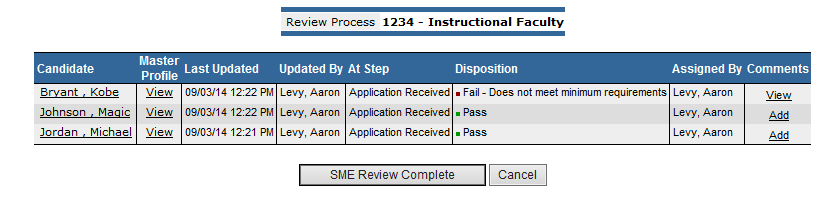 Review Process 1234 - Instructional Faculty
Candidate Master Profile Last Updated Updated By At Step Disposition Assigned By Comments
Bryant , Kobe View 09/03/14 12:22 PM Levy, Aaron Application Received Fail - Does not meet minimum requirements Levy, Aaron View
Johnson , Magic View 09/03/14 12:22 PM Levy, Aaron Application Received Pass Levy, Aaron Add
Jordan , Michael View 09/03/14 12:21 PM Levy, Aaron Application Received Pass Levy, Aaron Add
SME Review Complete Cancel